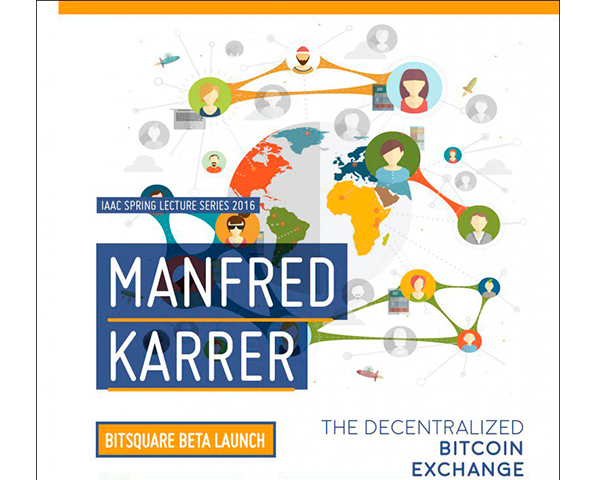 IAAC SPRING LECTURE SERIES 2016
MANFRED
KARRER
BITSQUARE BETA LAUNCH
THE DECENTRALIZED
BITCOIN
EXCHANGE